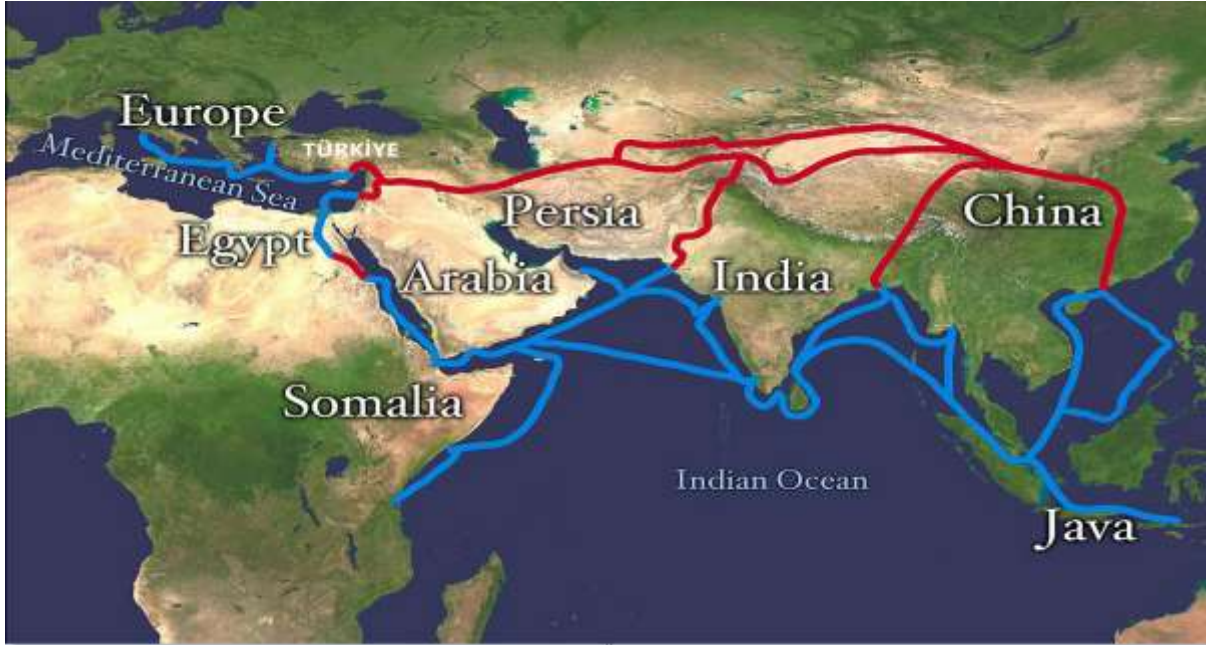 Europe
TÜRKİYE
Mediterranean Sea
Persia
China
Egypt
Arabia
India
Somalia
Indian Ocean
Java